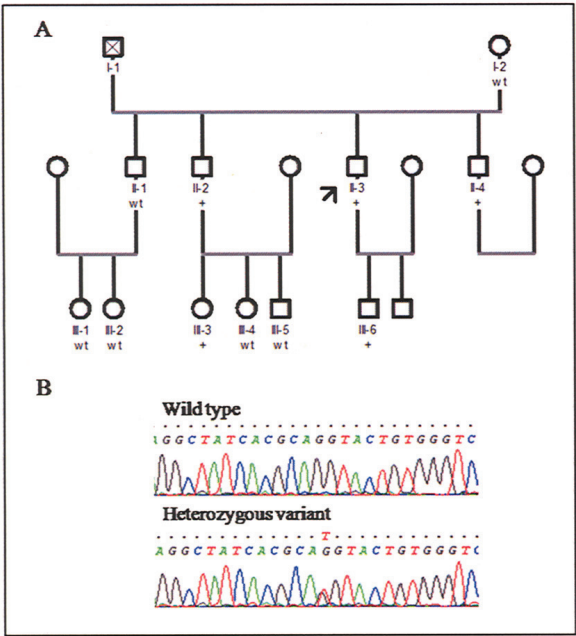 A
I-1 I-2
wt
II-1 II-2 II-3 II-4
wt + + +
III-1 III-2 III-3 III-4 III-5 III-6
wt wt + wt wt +
B
Wild type
AGGCTATCACGCAGGTACTGTGGGTC
Heterozygous variant
T
AGGCTATCACGCAGGTACTGTGGGTC